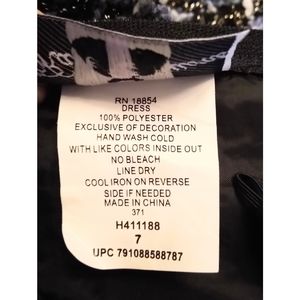 RN 18854
DRESS
100% POLYESTER
EXCLUSIVE OF DECORATION
HAND WASH COLD
WITH LIKE COLORS INSIDE OUT
NO BLEACH
LINE DRY
COOL IRON ON REVERSE
SIDE IF NEEDED
MADE IN CHINA
371
H411188
7
UPC 791088588787